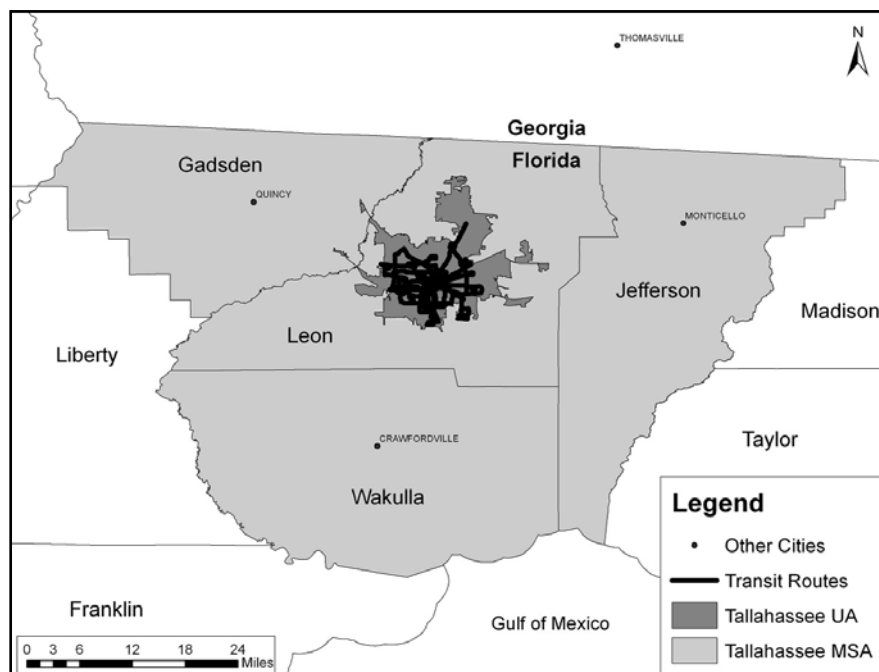 THOMASVILLE
N
Georgia
Florida
Gadsden
QUINCY
MONTICELLO
Jefferson
Madison
Leon
Liberty
CRAWFORDVILLE
Wakulla
Taylor
Franklin
Gulf of Mexico
Legend
Other Cities
Transit Routes
Tallahassee UA
Tallahassee MSA
0 3 6 12 18 24
Miles